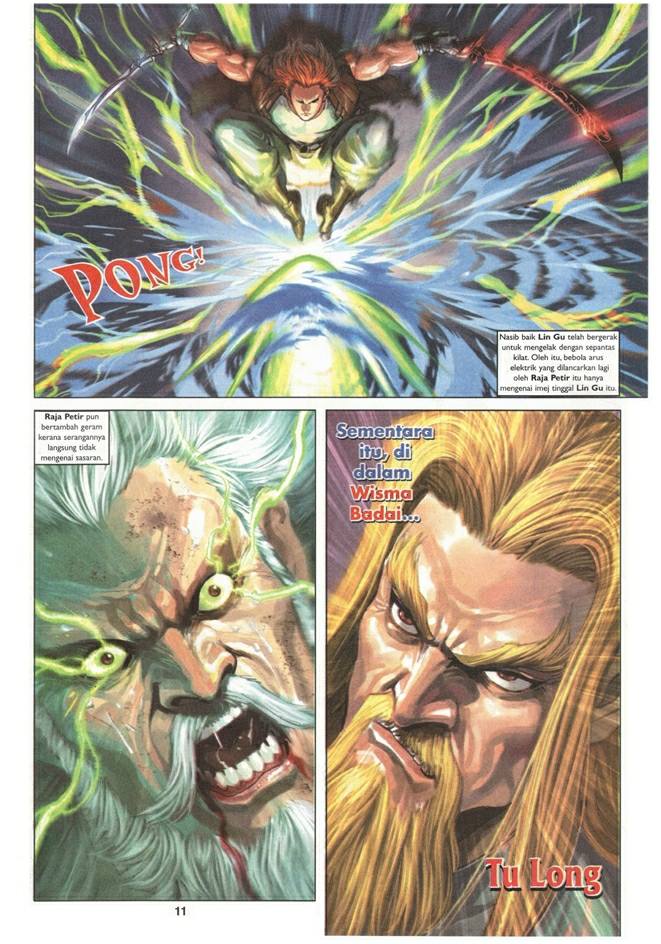 PONG!
Nasib baik Lin Gu telah bergerak
untuk mengelak dengan sepantas
kilat. Oleh itu, bebola arus
elektrik yang dilancarkan lagi
oleh Raja Petir itu hanya
mengenai imej tinggal Lin Gu itu.
Raja Petir pun
bertambah geram
kerana serangannya
langsung tidak
mengenai sasaran.
Sementara
itu, di
dalam
Wisma
Badai...
Tu Long
11